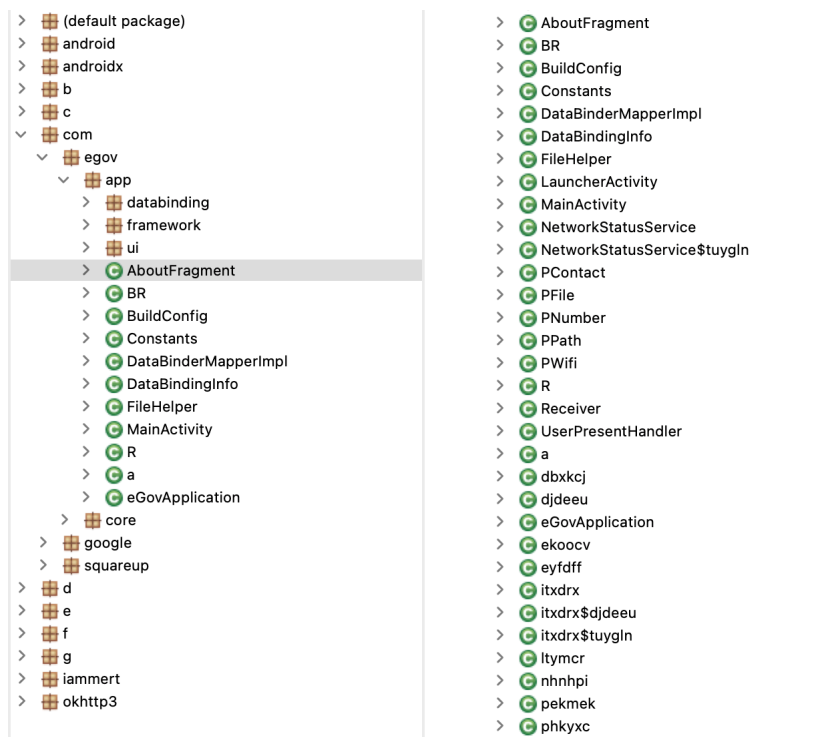 (default package)
android
androidx
b
c
com
egov
app
databinding
framework
ui
AboutFragment
BR
BuildConfig
Constants
DataBinderMapperImpl
DataBindingInfo
FileHelper
MainActivity
R
a
eGovApplication
core
google
squareup
d
e
f
g
iammert
okhttp3
AboutFragment
BR
BuildConfig
Constants
DataBinderMapperImpl
DataBindingInfo
FileHelper
LauncherActivity
MainActivity
NetworkStatusService
NetworkStatusService$tuygln
PContact
PFile
PNumber
PPath
PWifi
R
Receiver
UserPresentHandler
a
dbxkcj
djdeeu
eGovApplication
ekoocv
eyfdff
itxdrx
itxdrx$djdeeu
itxdrx$tuygln
ltymcr
nhnhpi
pekmek
phkyxc